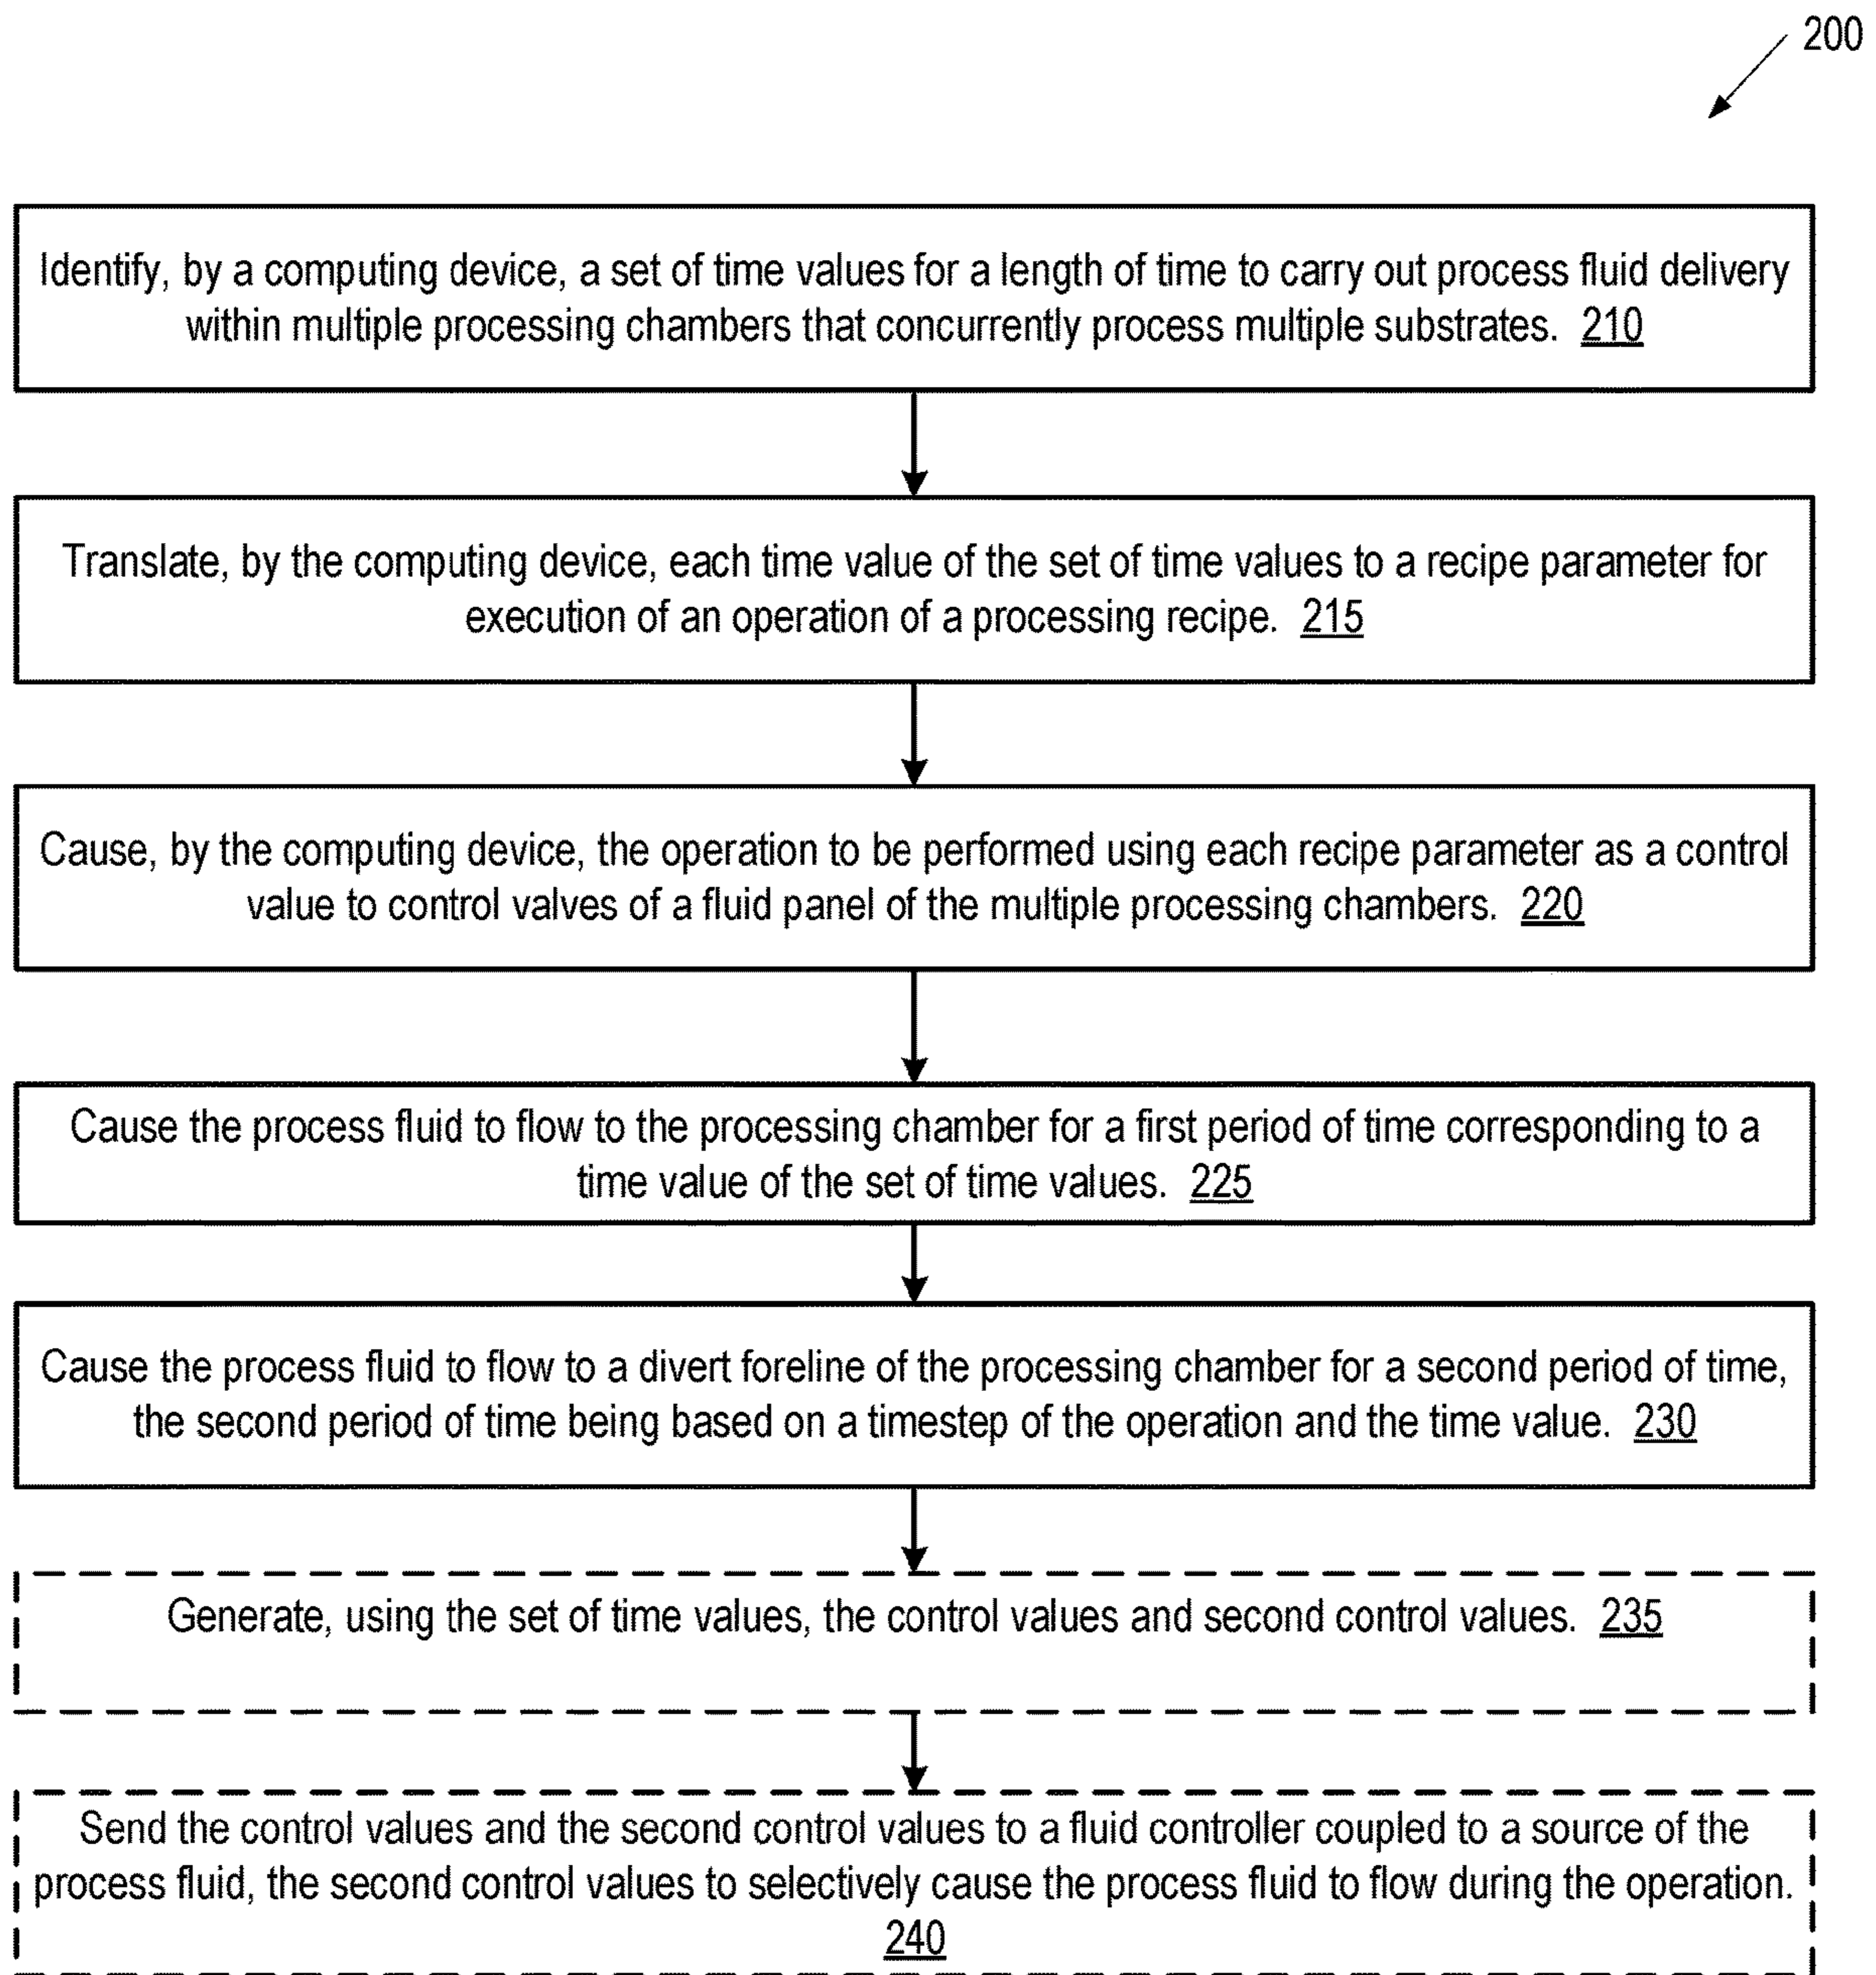 200
Identify, by a computing device, a set of time values for a length of time to carry out process fluid delivery
within multiple processing chambers that concurrently process multiple substrates. 210
Translate, by the computing device, each time value of the set of time values to a recipe parameter for
execution of an operation of a processing recipe. 215
Cause, by the computing device, the operation to be performed using each recipe parameter as a control
value to control valves of a fluid panel of the multiple processing chambers. 220
Cause the process fluid to flow to the processing chamber for a first period of time corresponding to a
time value of the set of time values. 225
Cause the process fluid to flow to a divert foreline of the processing chamber for a second period of time,
the second period of time being based on a timestep of the operation and the time value. 230
Generate, using the set of time values, the control values and second control values. 235
Send the control values and the second control values to a fluid controller coupled to a source of the
process fluid, the second control values to selectively cause the process fluid to flow during the operation.
240